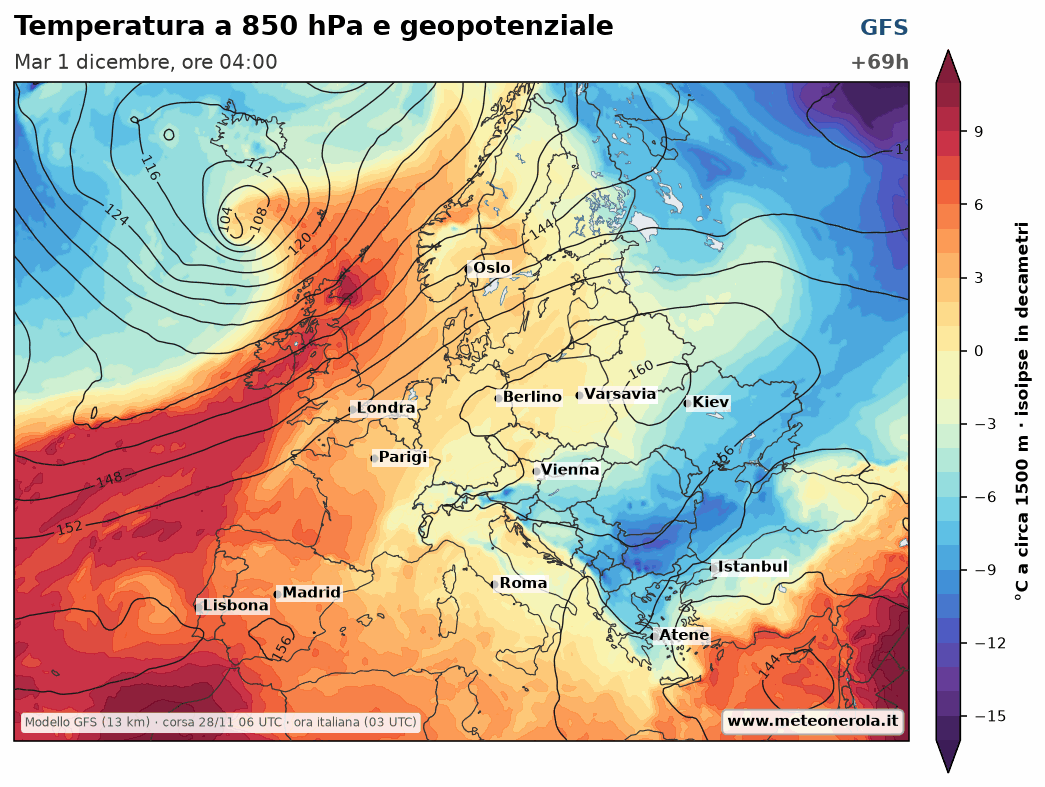 Temperatura a 850 hPa e geopotenziale
GFS
Mar 1 dicembre, ore 04:00
+69h
112
116
124
104
108
120
144
14
Oslo
160
Berlino
Varsavia
Kiev
Londra
Parigi
156
Vienna
148
152
Istanbul
Roma
Madrid
Lisbona
Atene
156
144
Modello GFS (13 km) · corsa 28/11 06 UTC · ora italiana (03 UTC)
www.meteonerola.it
9
6
3
0
−3
−6
−9
−12
−15
°C a circa 1500 m · isoipse in decametri